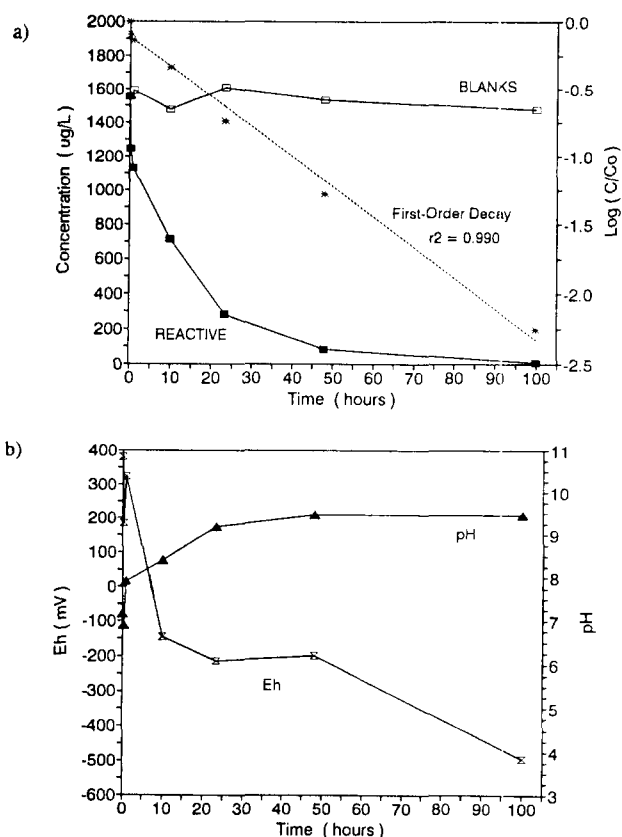 a)
2000
1800
1600
1400
1200
1000
800
600
400
200
0
Concentration ( ug/L )
0.0
-0.5
-1.0
-1.5
-2.0
-2.5
Log ( C/Co )
BLANKS
First-Order Decay
r2 = 0.990
REACTIVE
0 10 20 30 40 50 60 70 80 90 100
Time ( hours )
b)
400
300
200
100
0
-100
-200
-300
-400
-500
-600
Eh ( mV )
11
10
9
8
7
6
5
4
3
pH
pH
Eh
0 10 20 30 40 50 60 70 80 90 100
Time ( hours )